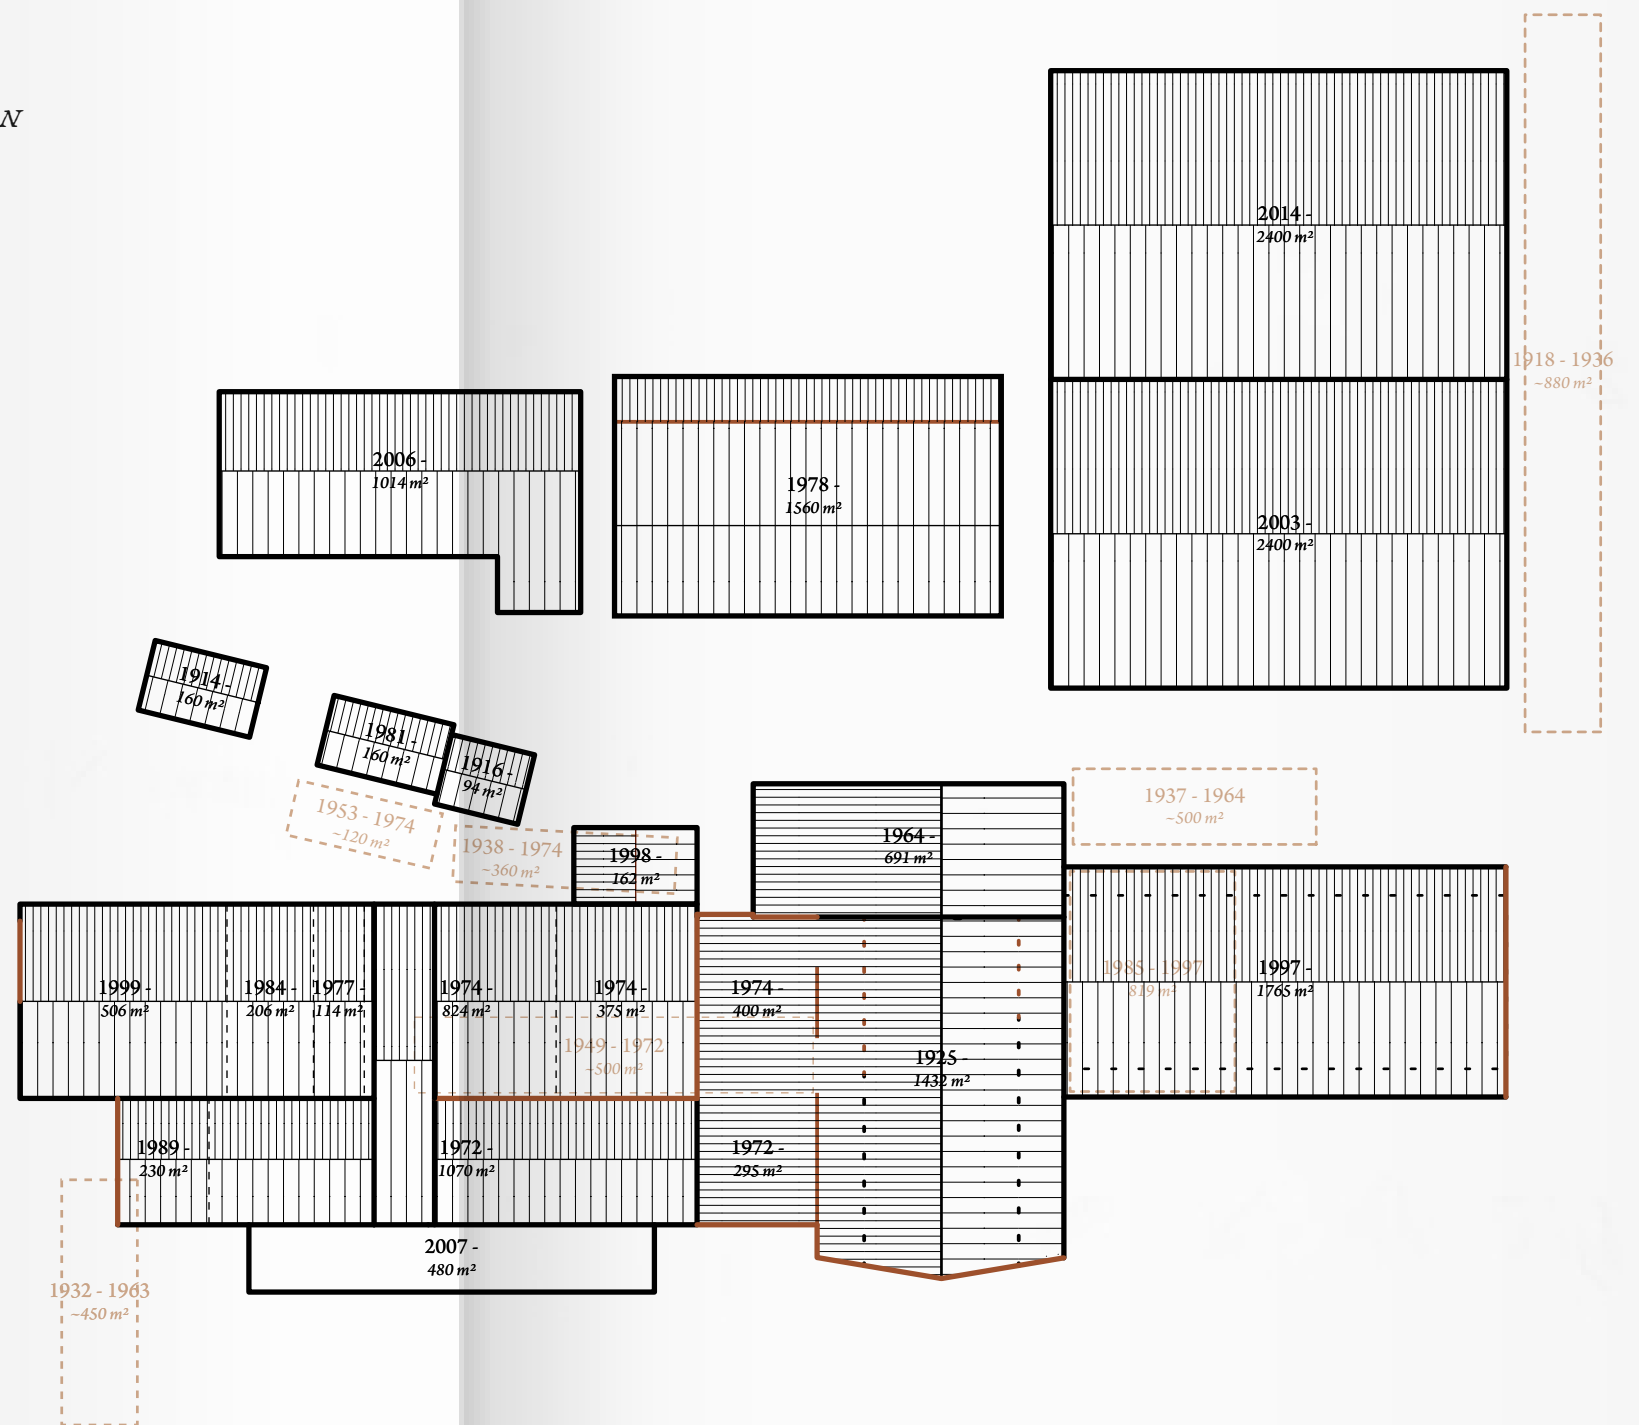 N
2014 -
2400 m²
1918 - 1936
~880 m²
2006 -
1014 m²
1978 -
1560 m²
2003 -
2400 m²
1914 -
160 m²
1981 -
160 m²
1916 -
94 m²
1953 - 1974
~120 m²
1938 - 1974
~360 m²
1998 -
162 m²
1964 -
691 m²
1937 - 1964
~500 m²
1999 -
506 m²
1984 -
206 m²
1977 -
114 m²
1974 -
824 m²
1974 -
375 m²
1974 -
400 m²
1985 - 1997
819 m²
1997 -
1765 m²
1949 - 1972
~500 m²
1925 -
1432 m²
1989 -
230 m²
1972 -
1070 m²
1972 -
295 m²
2007 -
480 m²
1932 - 1963
~450 m²